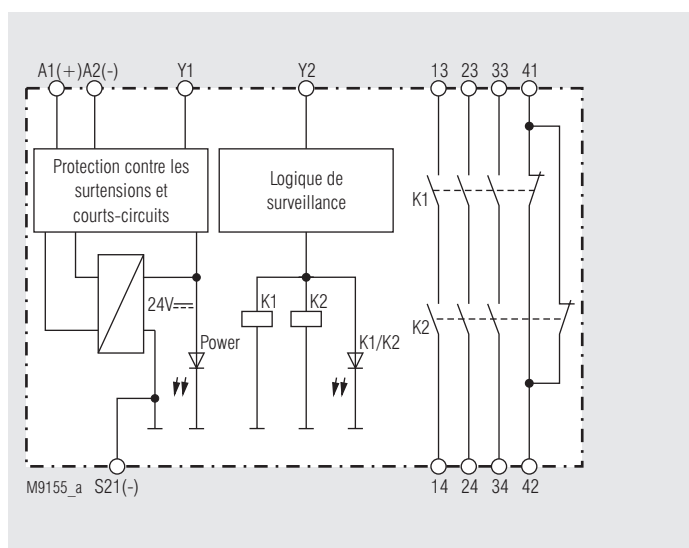 A1(+) A2(-) Y1 Y2 13 23 33 41
Protection contre les
surtensions et
courts-circuits
Logique de
surveillance
K1
24V
K1
K2
Power
K1/K2
K2
M9155_a S21(-) 14 24 34 42